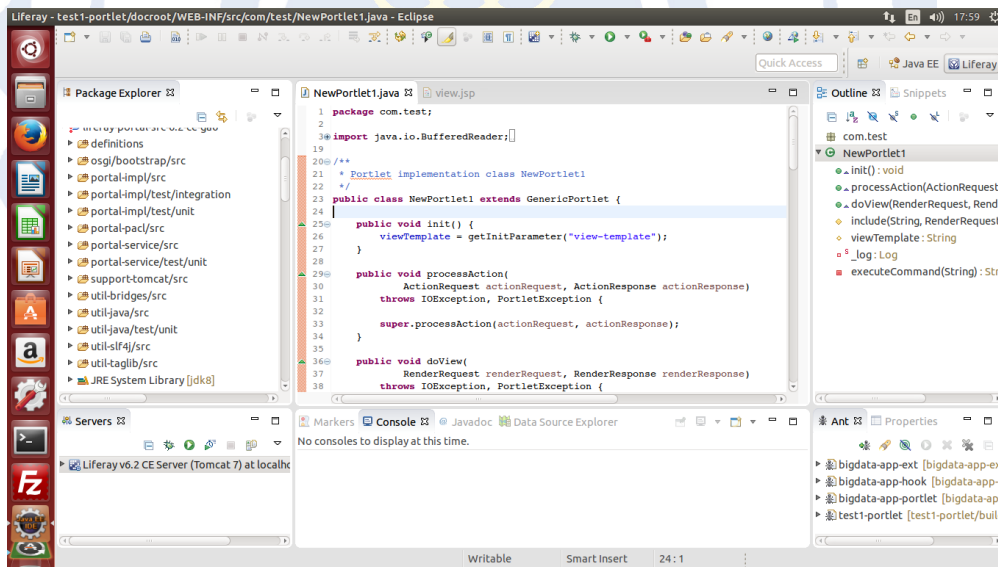 Liferay - test1-portlet/docroot/WEB-INF/src/com/test/NewPortlet1.java - Eclipse
En 17:59
Quick Access
Java EE Liferay
Package Explorer
definitions
osgi/bootstrap/src
portal-impl/src
portal-impl/test/integration
portal-impl/test/unit
portal-pacl/src
portal-service/src
portal-service/test/unit
support-tomcat/src
util-bridges/src
util-java/src
util-java/test/unit
util-slf4j/src
util-taglib/src
JRE System Library [jdk8]
NewPortlet1.java view.jsp
1 package com.test;
2
3 import java.io.BufferedReader;
19
20 /**
21 * Portlet implementation class NewPortlet1
22 */
23 public class NewPortlet1 extends GenericPortlet {
24
25 public void init() {
26 viewTemplate = getInitParameter("view-template");
27 }
28
29 public void processAction(
30 ActionRequest actionRequest, ActionResponse actionResponse)
31 throws IOException, PortletException {
32
33 super.processAction(actionRequest, actionResponse);
34 }
35
36 public void doView(
37 RenderRequest renderRequest, RenderResponse renderResponse)
38 throws IOException, PortletException {
Outline Snippets
com.test
NewPortlet1
init() : void
processAction(ActionRequest
doView(RenderRequest, Rend
include(String, RenderRequest
viewTemplate : String
S _log : Log
executeCommand(String) : Str
Servers
Liferay v6.2 CE Server (Tomcat 7) at localho
Markers Console @ Javadoc Data Source Explorer
No consoles to display at this time.
Ant Properties
bigdata-app-ext [bigdata-app-ex
bigdata-app-hook [bigdata-app-
bigdata-app-portlet [bigdata-ap
test1-portlet [test1-portlet/buil
Writable Smart Insert 24 : 1